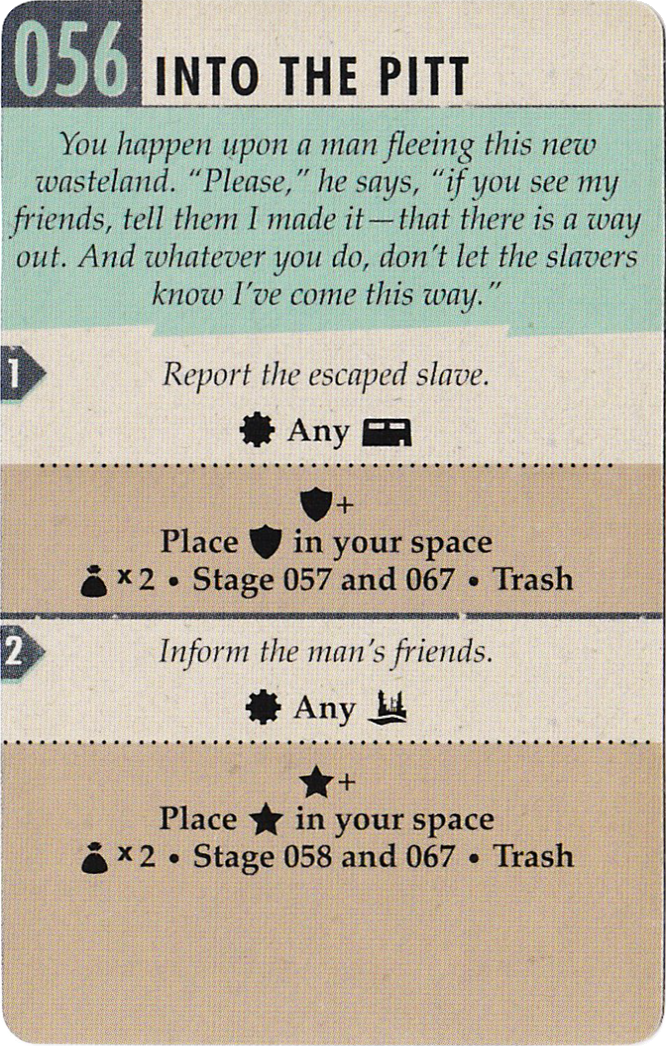 056 INTO THE PITT
You happen upon a man fleeing this new
wasteland. “Please,” he says, “if you see my
friends, tell them I made it—that there is a way
out. And whatever you do, don’t let the slavers
know I’ve come this way.”
1 Report the escaped slave.
Any
+
Place in your space
x 2 • Stage 057 and 067 • Trash
2 Inform the man’s friends.
Any
+
Place in your space
x 2 • Stage 058 and 067 • Trash